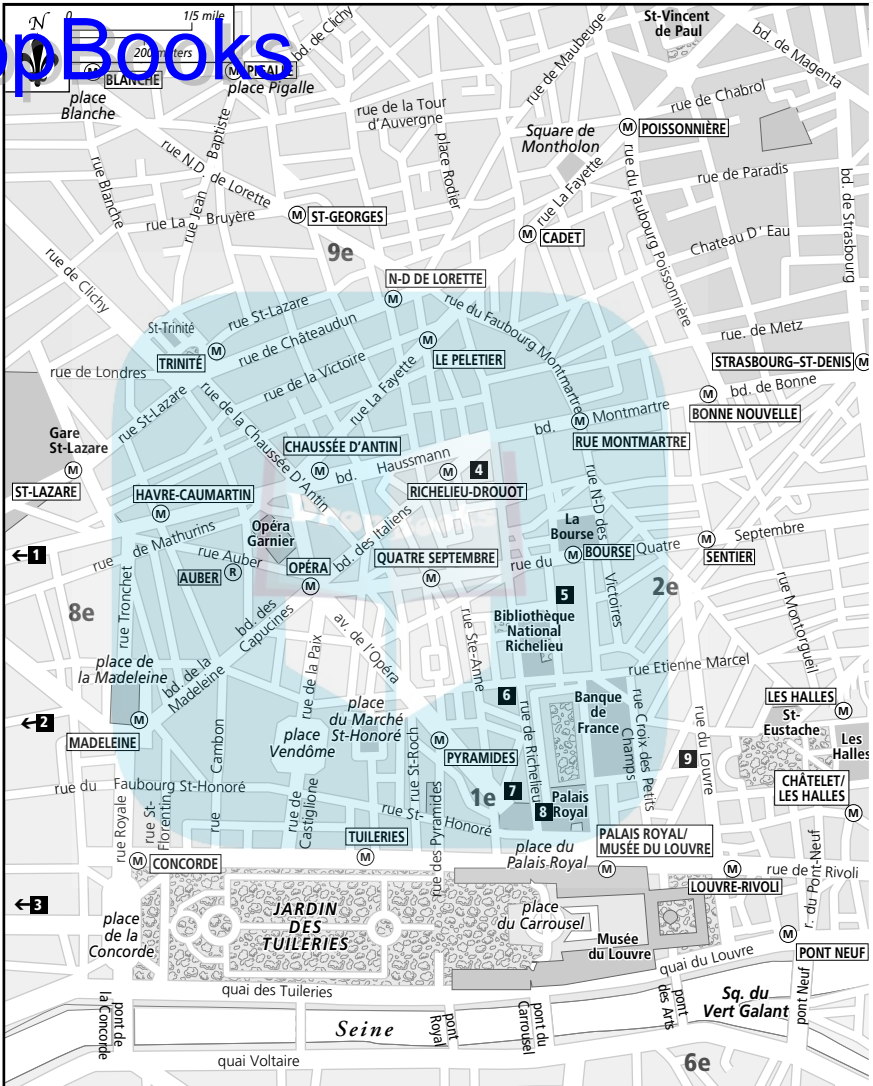 N
0 1/5 mile
200 meters
opBooks
M BLANCHE
place
Blanche
M PIGALLE
place Pigalle
bd. de Clichy
St-Vincent
de Paul
bd. de Magenta
rue de Maubeuge
rue de la Tour
d'Auvergne
place Rodier
Square de
Montholon
rue de Chabrol
M POISSONNIÈRE
rue de Paradis
bd. de Strasbourg
rue Blanche
rue N.D. de Lorette
rue Jean Baptiste
rue La Bruyère
M ST-GEORGES
rue La Fayette
M CADET
rue du Faubourg Poissonnière
Chateau D' Eau
9e
rue de Clichy
N-D DE LORETTE
M
rue St-Lazare
rue du Faubourg Montmartre
St-Trinité
TRINITÉ M
rue de Châteaudun
M
LE PELETIER
rue. de Metz
STRASBOURG–ST-DENIS M
rue de Londres
rue de la Victoire
rue La Fayette
rue St-Lazare
rue de la Chaussée D'Antin
M bd. de Bonne
BONNE NOUVELLE
bd. Montmartre
M
RUE MONTMARTRE
Gare
St-Lazare
M
ST-LAZARE
CHAUSSÉE D'ANTIN
M
bd. Haussmann
M 4
RICHELIEU-DROUOT
HAVRE-CAUMARTIN
M
Opéra
Garnier
bd. des Italiens
rue N-D des Victoires
La
Bourse
M BOURSE
rue du Quatre Septembre
M
SENTIER
1
rue de Mathurins
rue Auber
AUBER R
OPÉRA
M
QUATRE SEPTEMBRE
M
5
2e
8e
rue Tronchet
bd. des
Capucines
av. de l'Opéra
rue Ste-Anne
Bibliothèque
National
Richelieu
rue Montorgueil
place de
la Madeleine
bd. de la
Madeleine
rue de la Paix
rue Etienne Marcel
2
M
MADELEINE
place
Vendôme
place
du Marché
St-Honoré
6
rue de Richelieu
Banque
de
France
rue Croix des Petits
Champs
rue du Louvre
LES HALLES
M
St-
Eustache
Les
Halles
rue Cambon
rue St-Roch
M
PYRAMIDES
9
CHÂTELET/
LES HALLES
M
rue du Faubourg St-Honoré
rue Royale
rue St-
Florentin
rue de
Castiglione
rue St- Honoré
rue des Pyramides
1e
7
8
Palais
Royal
TUILERIES
M
M CONCORDE
place du
Palais Royal
PALAIS ROYAL/
MUSÉE DU LOUVRE
M
M
rue de Rivoli
LOUVRE-RIVOLI
r. du Pont-Neuf
3
place
de la
Concorde
JARDIN
DES
TUILERIES
place
du Carrousel
Musée
du Louvre
M
PONT NEUF
quai du Louvre
quai des Tuileries
pont de
la Concorde
Seine
pont
Royal
pont du
Carrousel
pont
des Arts
Sq. du
Vert Galant
pont Neuf
quai Voltaire
6e